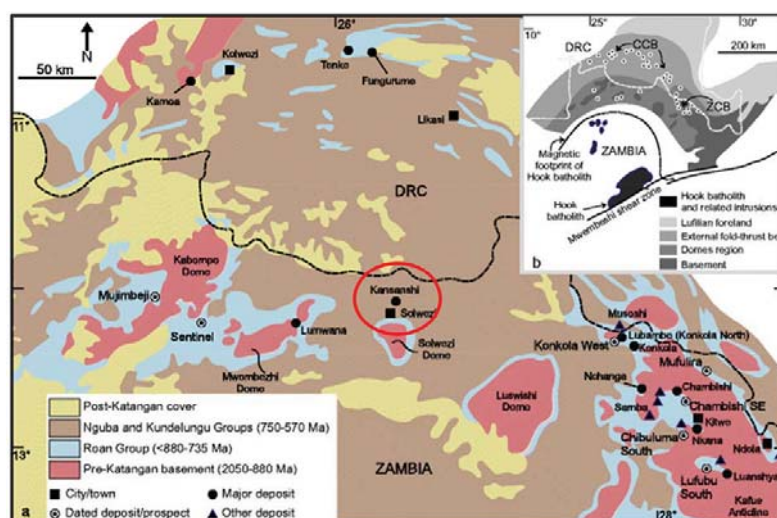 N
50 km
26°
Kolwezi
Kamoa
Tenke
Fungurume
Likasi
11°
DRC
Kabompo
Dome
Mujimbeji
Sentinel
Lumwana
Mwombezhi Dome
Kansanshi
Solwezi
Solwezi
Dome
Luswishi
Dome
Musoshi
Konkola West
Lubambo (Konkola North)
Konkola
Mufulira
Nchanga
Chambishi
Samba
Chambishi SE
Kitwe
Chibuluma
South
Nkana
Ndola
Lufubu
South
Luanshya
Kafue
Anticline
ZAMBIA
13°
28°
Post-Katangan cover
Nguba and Kundelungu Groups (750-570 Ma)
Roan Group (<880-735 Ma)
Pre-Katangan basement (2050-880 Ma)
City/town
Major deposit
Dated deposit/prospect
Other deposit
a
10°
25°
30°
200 km
DRC
CCB
ZCB
ZAMBIA
Magnetic
footprint of
Hook batholith
Hook
batholith
Mwembeshi shear zone
Hook batholith
and related intrusions
Lufilian foreland
External fold-thrust be
Domes region
Basement
b